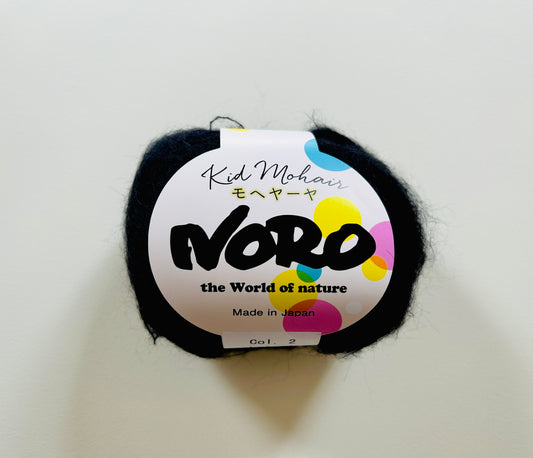 Kid Mohair
モヘヤーヤ
NORO
the World of nature
Made in Japan
Col. 2